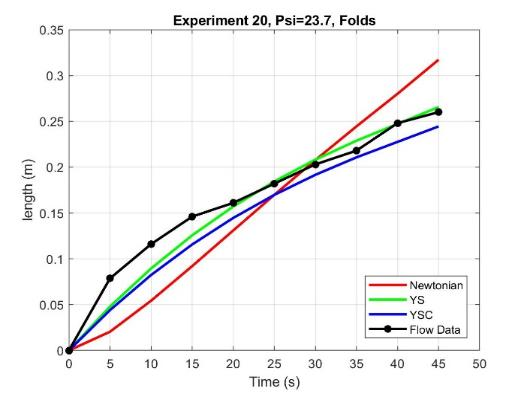 Experiment 20, Psi=23.7, Folds
0.35
0.3
0.25
0.2
0.15
0.1
0.05
0
length (m)
0 5 10 15 20 25 30 35 40 45 50
Time (s)
Newtonian
YS
YSC
Flow Data